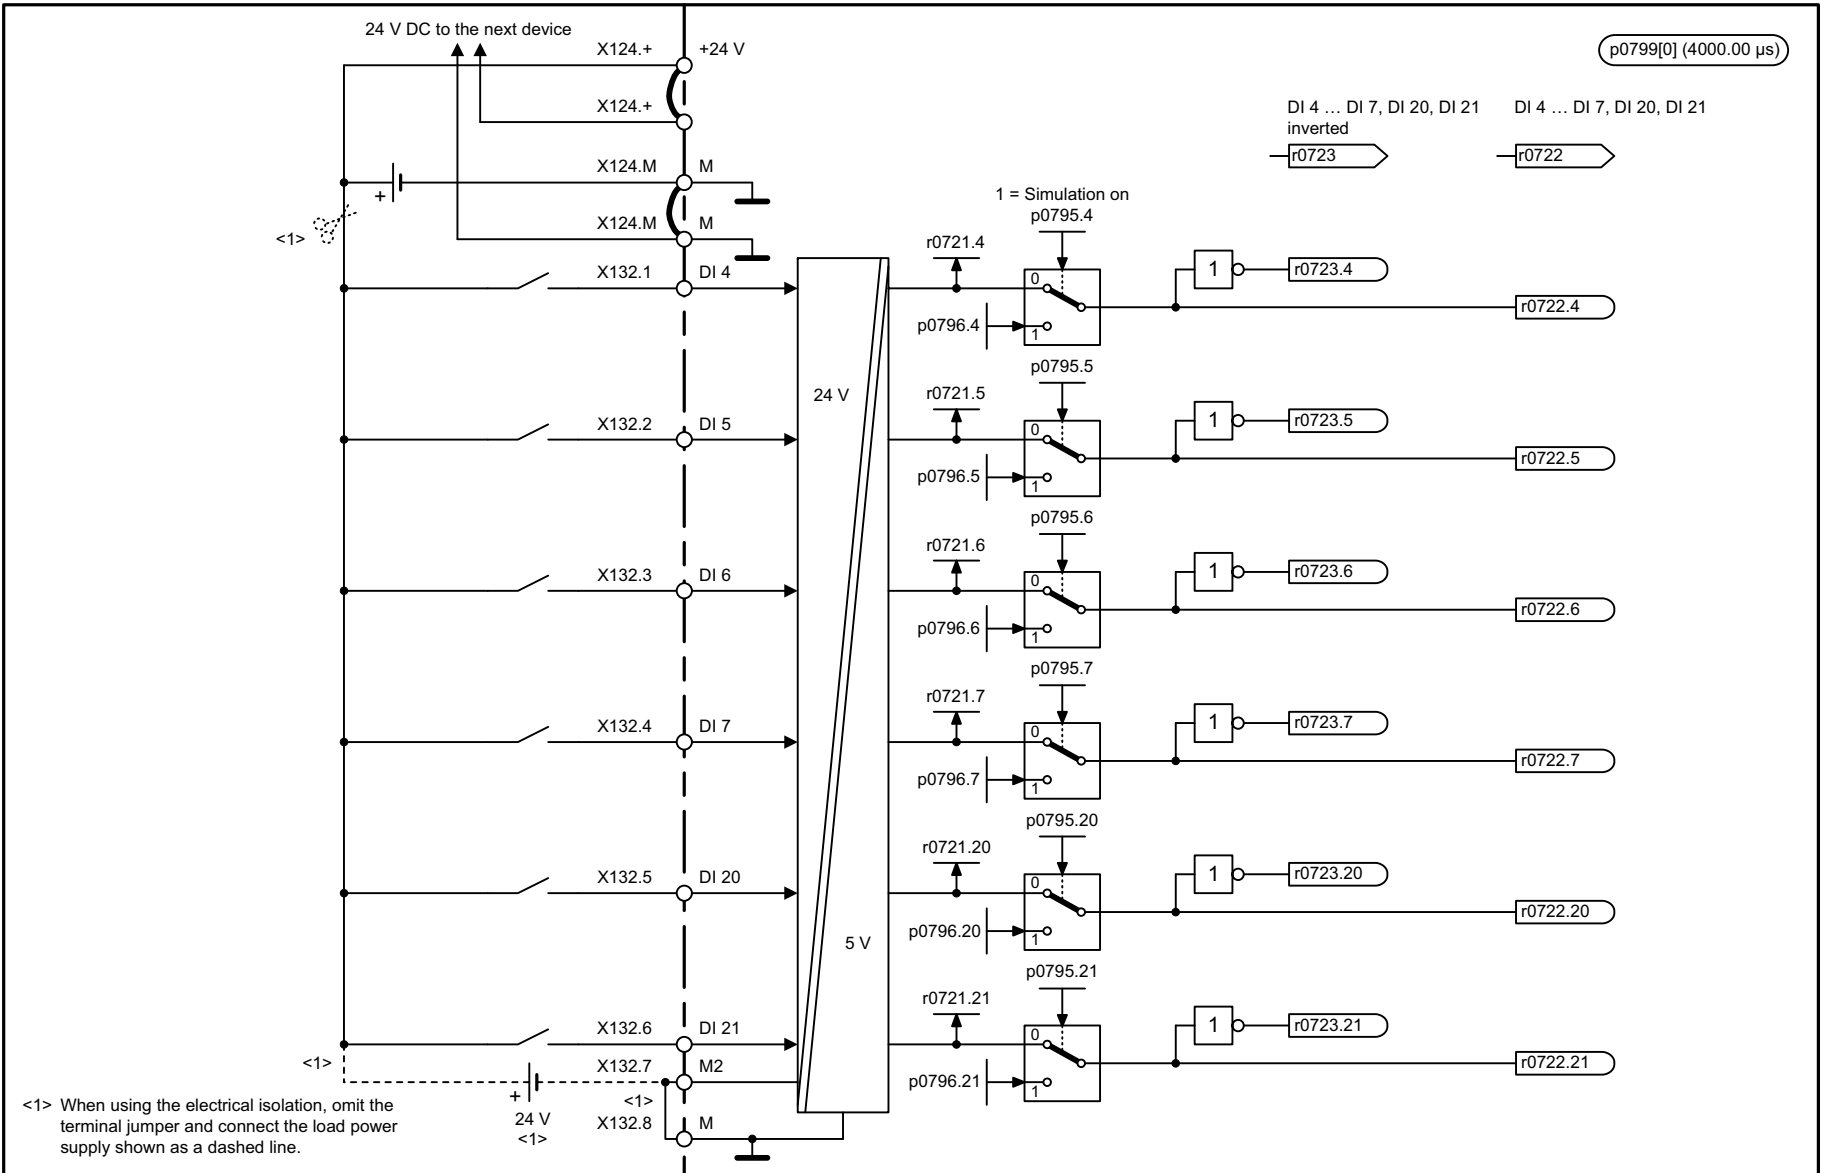 24 V DC to the next device
X124.+
+24 V
p0799[0] (4000.00 µs)
X124.+
DI 4 … DI 7, DI 20, DI 21
inverted
DI 4 … DI 7, DI 20, DI 21
r0723
r0722
X124.M
M
+
<1>
X124.M
M
1 = Simulation on
p0795.4
r0721.4
X132.1
DI 4
0
1
r0723.4
r0722.4
p0796.4
1
p0795.5
24 V
r0721.5
X132.2
DI 5
0
1
r0723.5
r0722.5
p0796.5
1
p0795.6
r0721.6
X132.3
DI 6
0
1
r0723.6
r0722.6
p0796.6
1
p0795.7
r0721.7
X132.4
DI 7
0
1
r0723.7
r0722.7
p0796.7
1
p0795.20
r0721.20
X132.5
DI 20
0
1
r0723.20
r0722.20
p0796.20
1
5 V
p0795.21
r0721.21
X132.6
DI 21
0
1
r0723.21
r0722.21
p0796.21
1
<1>
X132.7
M2
+
24 V
<1>
<1>
X132.8
M
<1> When using the electrical isolation, omit the
terminal jumper and connect the load power
supply shown as a dashed line.